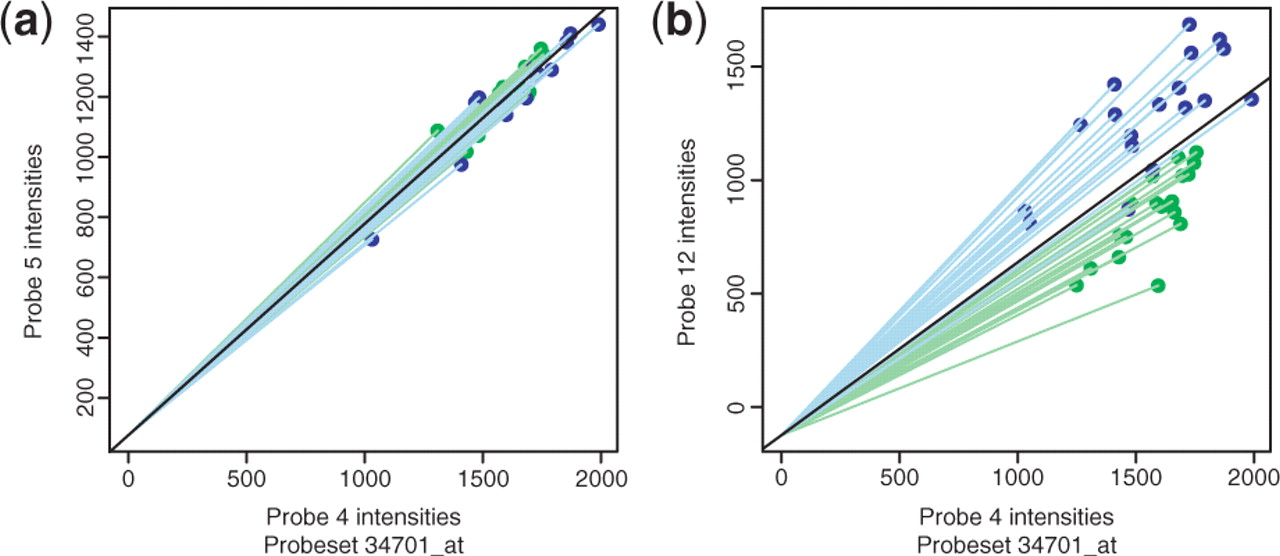 (a)
1400
1200
1000
800
600
400
200
Probe 5 intensities
0 500 1000 1500 2000
Probe 4 intensities
Probeset 34701_at
(b)
1500
1000
500
0
Probe 12 intensities
0 500 1000 1500 2000
Probe 4 intensities
Probeset 34701_at